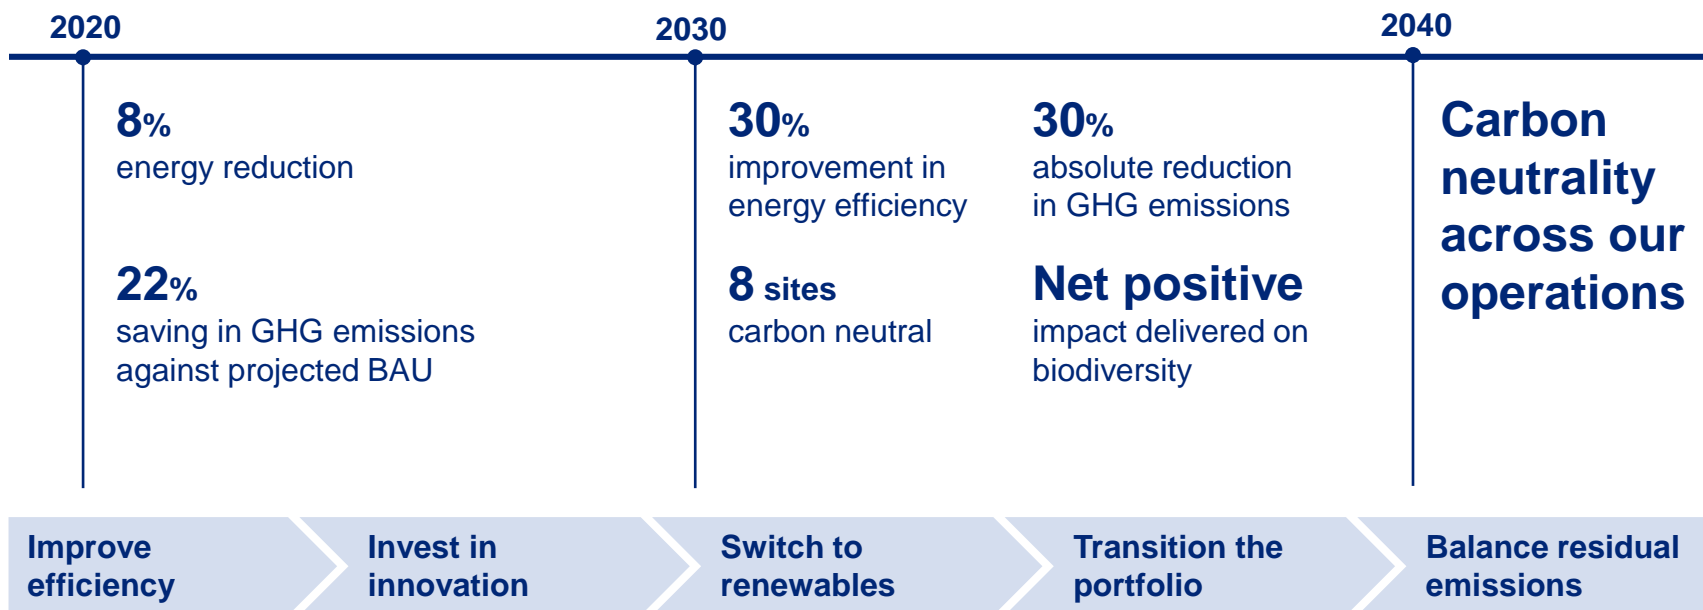 2020
2030
2040
8%
energy reduction
22%
saving in GHG emissions
against projected BAU
30%
improvement in
energy efficiency
8 sites
carbon neutral
30%
absolute reduction
in GHG emissions
Net positive
impact delivered on
biodiversity
Carbon
neutrality
across our
operations
Improve
efficiency
Invest in
innovation
Switch to
renewables
Transition the
portfolio
Balance residual
emissions